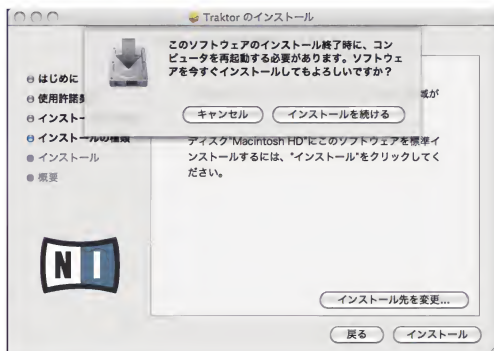 Traktor のインストール
このソフトウェアのインストール終了時に、コン
ピュータを再起動する必要があります。ソフトウェ
アを今すぐインストールしてもよろしいですか？
キャンセル
インストールを続ける
はじめに
使用許諾
インストー
インストールの種類
インストール
概要
域が
ディスク"Macintosh HD"にこのソフトウェアを標準イ
ンストールするには、"インストール"をクリックしてく
ださい。
NI
インストール先を変更...
戻る
インストール